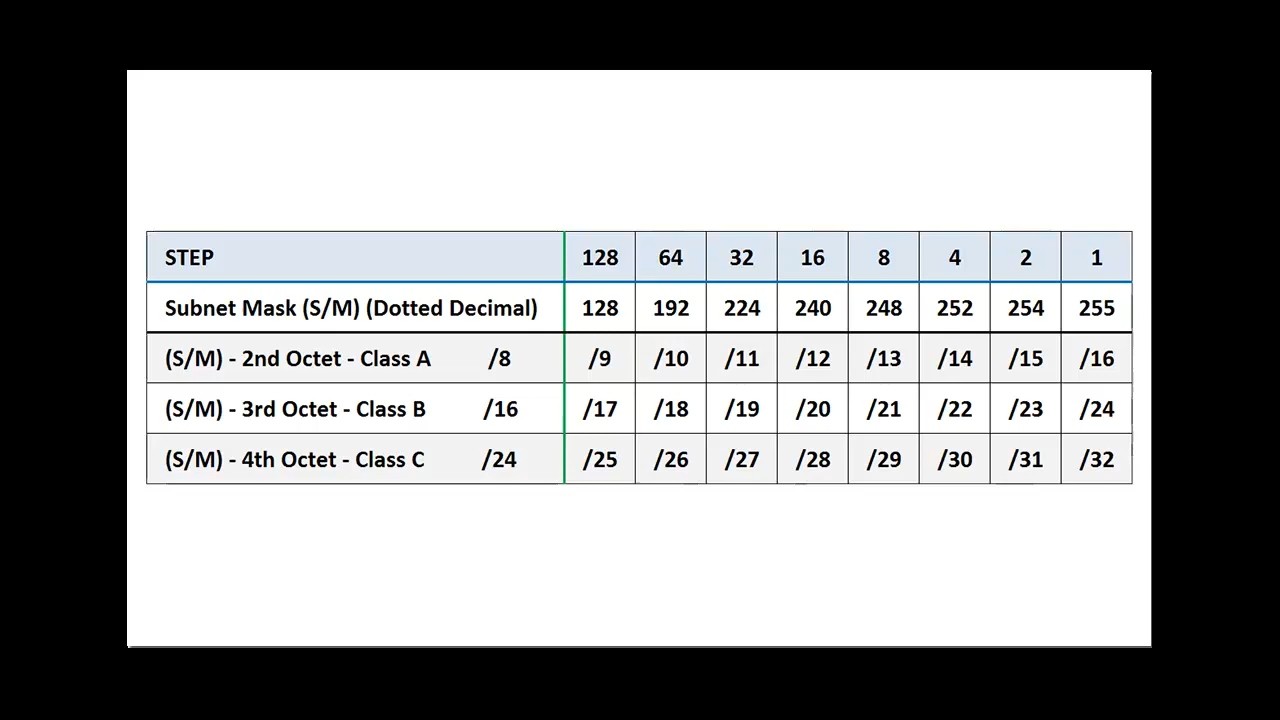 STEP 128 64 32 16 8 4 2 1
Subnet Mask (S/M) (Dotted Decimal) 128 192 224 240 248 252 254 255
(S/M) - 2nd Octet - Class A /8 /9 /10 /11 /12 /13 /14 /15 /16
(S/M) - 3rd Octet - Class B /16 /17 /18 /19 /20 /21 /22 /23 /24
(S/M) - 4th Octet - Class C /24 /25 /26 /27 /28 /29 /30 /31 /32